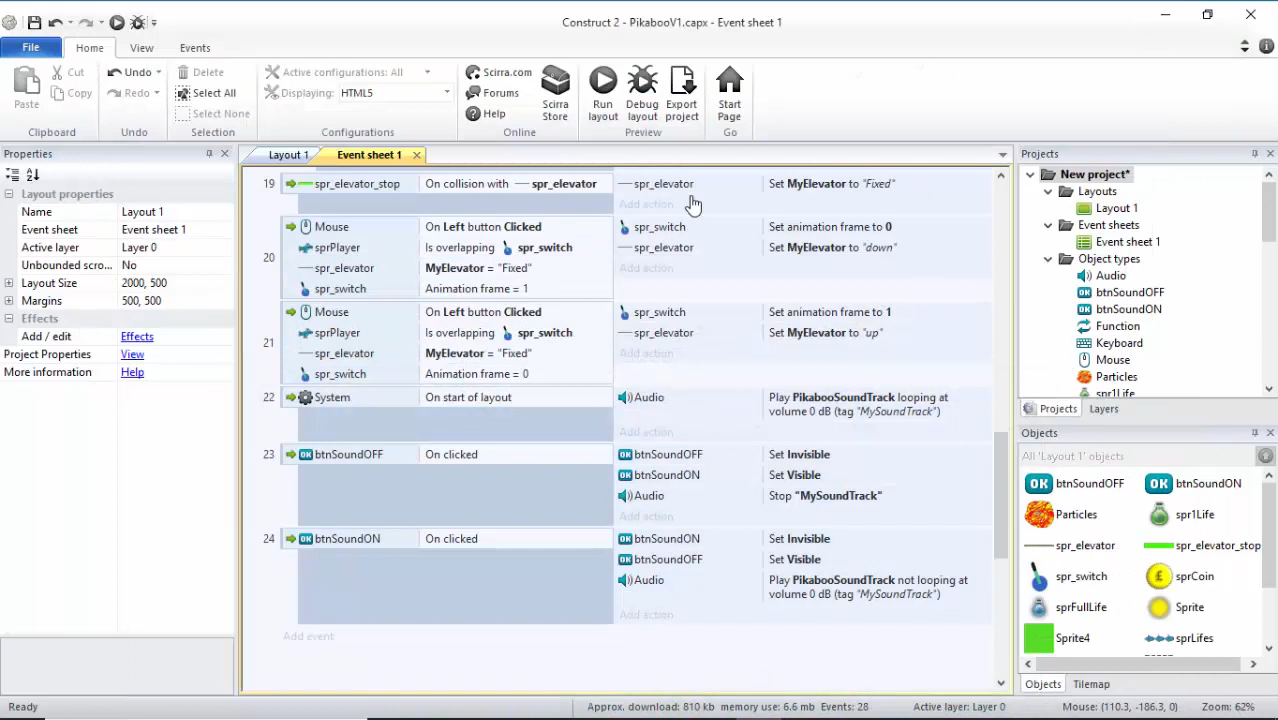 Construct 2 - PikabooV1.capx - Event sheet 1
File Home View Events
Paste Cut Copy Clipboard
Undo Redo Undo
Delete Select All Select None Selection
Active configurations: All
Displaying: HTML5
Configurations
Scirra.com Forums Help Scirra Store Online
Run layout Debug layout Export project Preview
Start Page Go
Properties
Layout 1 Event sheet 1
Projects
Layout properties
Name Layout 1
Event sheet Event sheet 1
Active layer Layer 0
Unbounded scro... No
Layout Size 2000, 500
Margins 500, 500
Effects
Add / edit Effects
Project Properties View
More information Help
19 spr_elevator_stop On collision with spr_elevator spr_elevator Set MyElevator to "Fixed"
Add action
20 Mouse On Left button Clicked spr_switch Set animation frame to 0
sprPlayer Is overlapping spr_switch spr_elevator Set MyElevator to "down"
spr_elevator MyElevator = "Fixed" Add action
spr_switch Animation frame = 1
21 Mouse On Left button Clicked spr_switch Set animation frame to 1
sprPlayer Is overlapping spr_switch spr_elevator Set MyElevator to "up"
spr_elevator MyElevator = "Fixed" Add action
spr_switch Animation frame = 0
22 System On start of layout Audio Play PikabooSoundTrack looping at
volume 0 dB (tag "MySoundTrack")
Add action
23 btnSoundOFF On clicked btnSoundOFF Set Invisible
btnSoundON Set Visible
Audio Stop "MySoundTrack"
Add action
24 btnSoundON On clicked btnSoundON Set Invisible
btnSoundOFF Set Visible
Audio Play PikabooSoundTrack not looping at
volume 0 dB (tag "MySoundTrack")
Add action
Add event
New project*
Layouts
Layout 1
Event sheets
Event sheet 1
Object types
Audio
btnSoundOFF
btnSoundON
Function
Keyboard
Mouse
Particles
spr1Life
Projects Layers
Objects
All 'Layout 1' objects
OK btnSoundOFF OK btnSoundON
Particles spr1Life
spr_elevator spr_elevator_stop
spr_switch sprCoin
sprFullLife Sprite
Sprite4 sprLifes
Objects Tilemap
Ready Approx. download: 810 kb memory use: 6.6 mb Events: 28 Active layer: Layer 0 Mouse: (110.3, -186.3, 0) Zoom: 62%